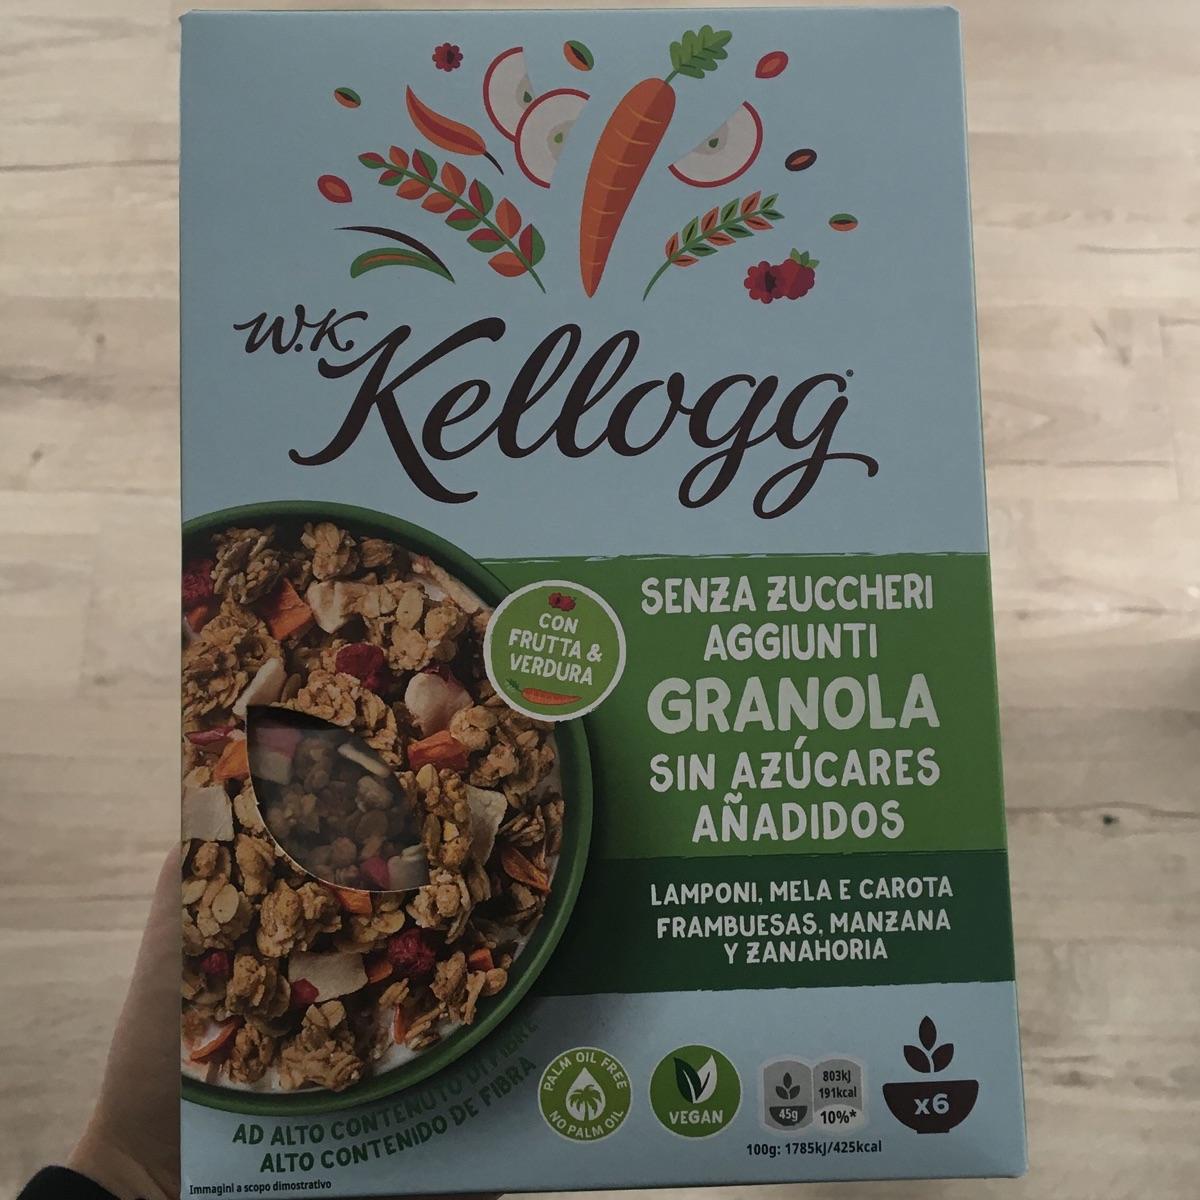 W.K.
Kellogg
CON
FRUTTA &
VERDURA
SENZA ZUCCHERI
AGGIUNTI
GRANOLA
SIN AZÚCARES
AÑADIDOS
LAMPONI, MELA E CAROTA
FRAMBUESAS, MANZANA
Y ZANAHORIA
AD ALTO CONTENUTO DI FIBRE
ALTO CONTENIDO DE FIBRA
PALM OIL FREE
NO PALM OIL
VEGAN
45g
803kJ
191kcal
10%*
100g: 1785kJ/425kcal
x6
Immagini a scopo dimostrativo